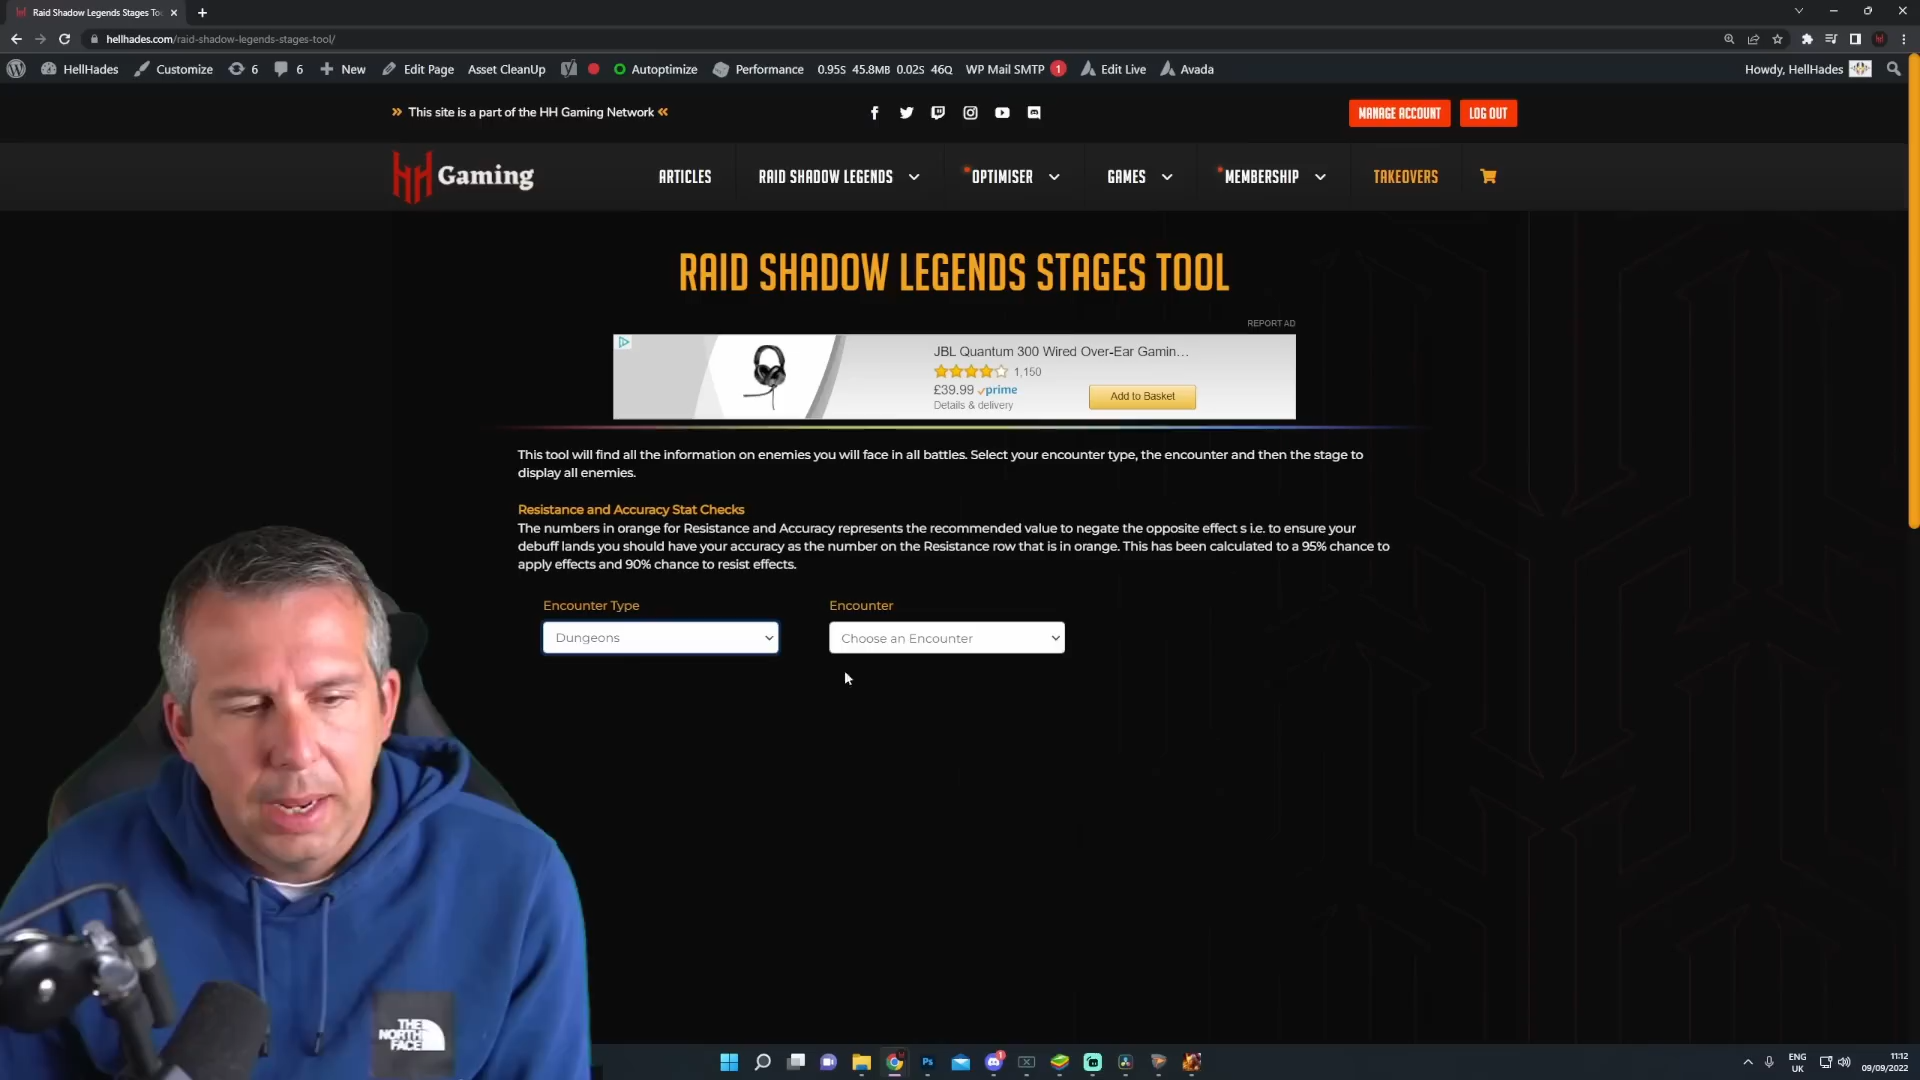 Raid Shadow Legends Stages To
hellhades.com/raid-shadow-legends-stages-tool/
HellHades Customize 6 6 New Edit Page Asset CleanUp Autoptimize Performance 0.95S 45.8MB 0.02S 46Q WP Mail SMTP 1 Edit Live Avada Howdy, HellHades
» This site is a part of the HH Gaming Network «
MANAGE ACCOUNT LOG OUT
HH Gaming
ARTICLES RAID SHADOW LEGENDS OPTIMISER GAMES MEMBERSHIP TAKEOVERS
RAID SHADOW LEGENDS STAGES TOOL
REPORT AD
JBL Quantum 300 Wired Over-Ear Gamin...
1,150
£39.99 prime
Details & delivery
Add to Basket
This tool will find all the information on enemies you will face in all battles. Select your encounter type, the encounter and then the stage to
display all enemies.
Resistance and Accuracy Stat Checks
The numbers in orange for Resistance and Accuracy represents the recommended value to negate the opposite effect s i.e. to ensure your
debuff lands you should have your accuracy as the number on the Resistance row that is in orange. This has been calculated to a 95% chance to
apply effects and 90% chance to resist effects.
Encounter Type Encounter
Dungeons Choose an Encounter
THE
NORTH
FACE
Ps
1
ENG
UK
11:12
09/09/2022